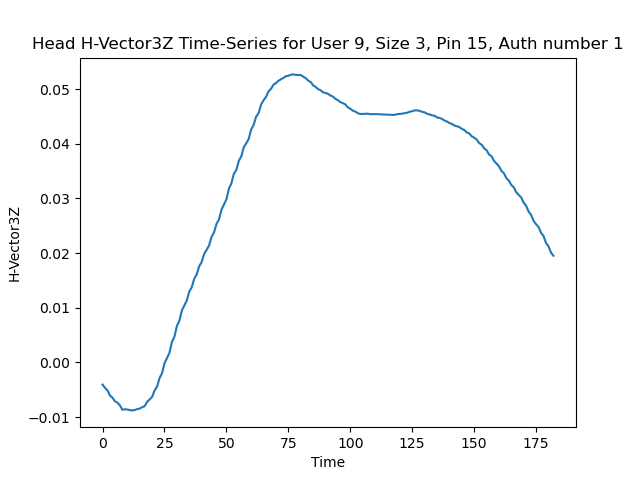 Head H-Vector3Z Time-Series for User 9, Size 3, Pin 15, Auth number 1
H-Vector3Z
0.05
0.04
0.03
0.02
0.01
0.00
−0.01
0 25 50 75 100 125 150 175
Time